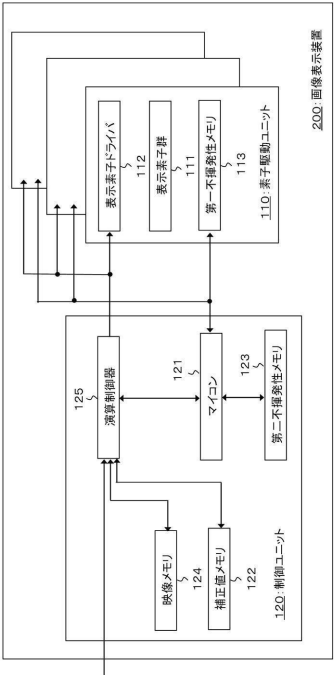 200:画像表示装置
表示素子ドライバ
112
表示素子群
111
第一不揮発性メモリ
113
110:素子駆動ユニット
125
演算制御器
121
マイコン
123
第二不揮発性メモリ
映像メモリ
124
補正値メモリ
122
120:制御ユニット